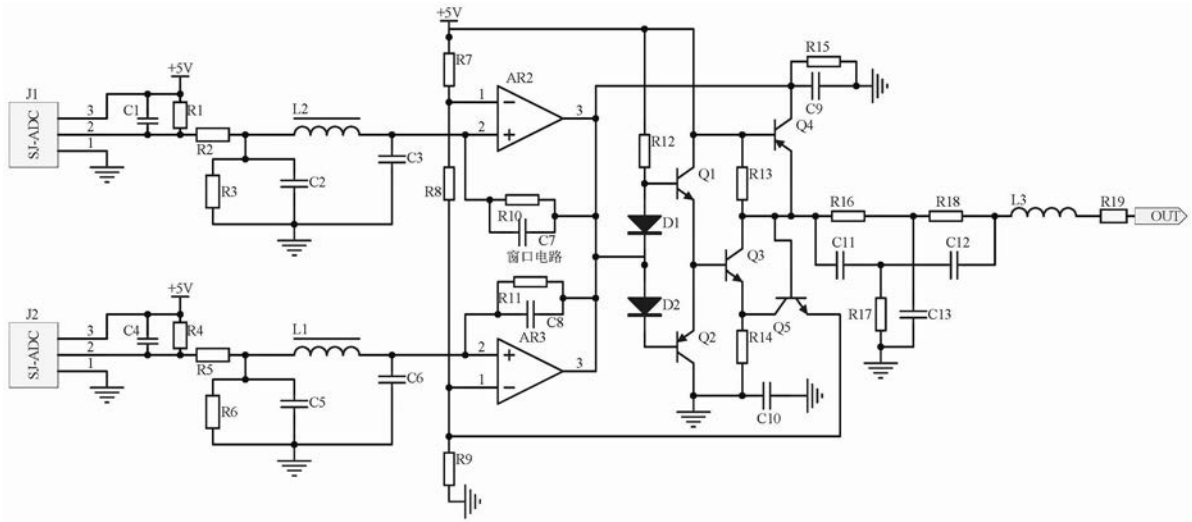 +5V
R15
R7
AR2
C9
+5V
J1
3
C1
R1
L2
1
3
Q4
SJ-ADC
2
2
R12
1
R2
C3
Q1
R13
R3
C2
R8
R16
R18
L3
R19
OUT
R10
D1
C7
C11
C12
窗口电路
Q3
+5V
R11
D2
R17
C13
J2
C8
Q5
3
C4
R4
L1
AR3
Q2
R14
SJ-ADC
2
2
3
1
R5
C6
1
R6
C5
C10
R9